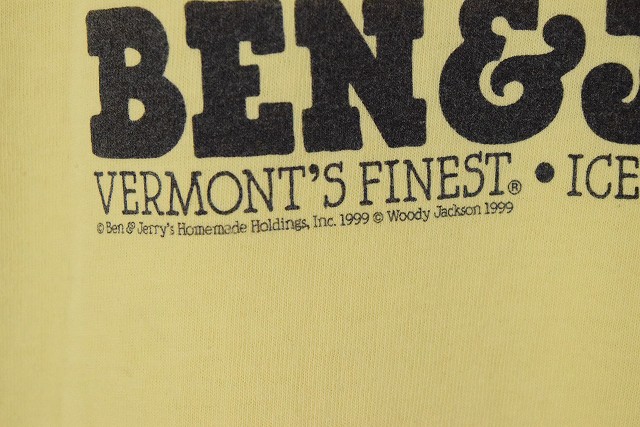 BEN & J
VERMONT'S FINEST® • ICE
© Ben & Jerry's Homemade Holdings, Inc. 1999 © Woody Jackson 1999